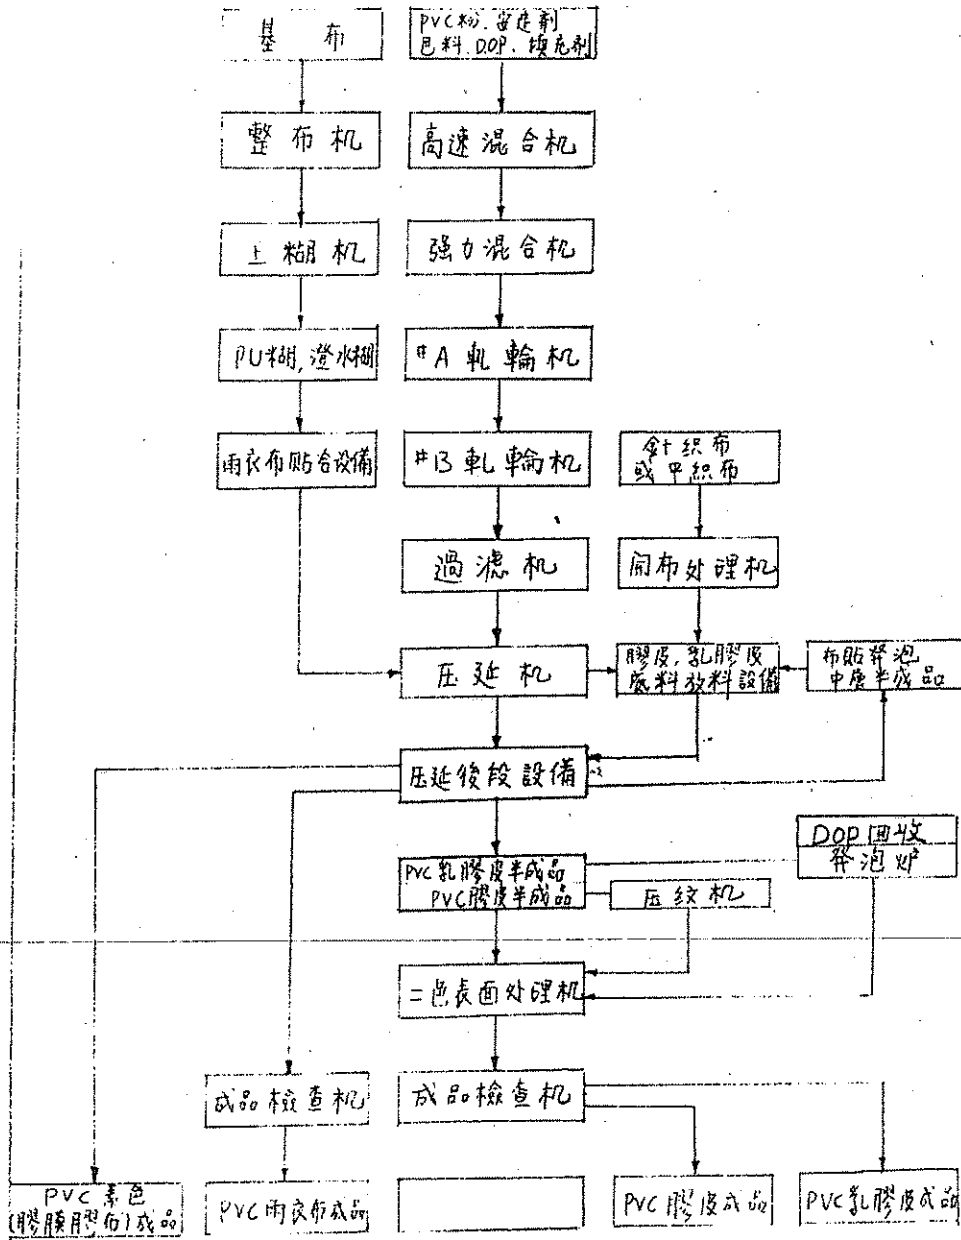 基布
PVC粉、安定剤
色料、DOP、填充剤
整布机
高速混合机
上糊机
强力混合机
PU糊,澄水糊
#A 軋輪机
雨衣布貼合設備
#B 軋輪机
針织布
或平織布
過濾机
開布处理机
压延机
膠皮,乳膠皮
底料放料設備
布貼発泡
中層半成品
压延後段設備
DOP回收
発泡炉
PVC乳膠皮半成品
PVC膠皮半成品
压纹机
二色表面处理机
成品檢查机
成品檢查机
PVC素色
(膠膜膠布)成品
PVC雨衣布成品
PVC膠皮成品
PVC乳膠皮成品